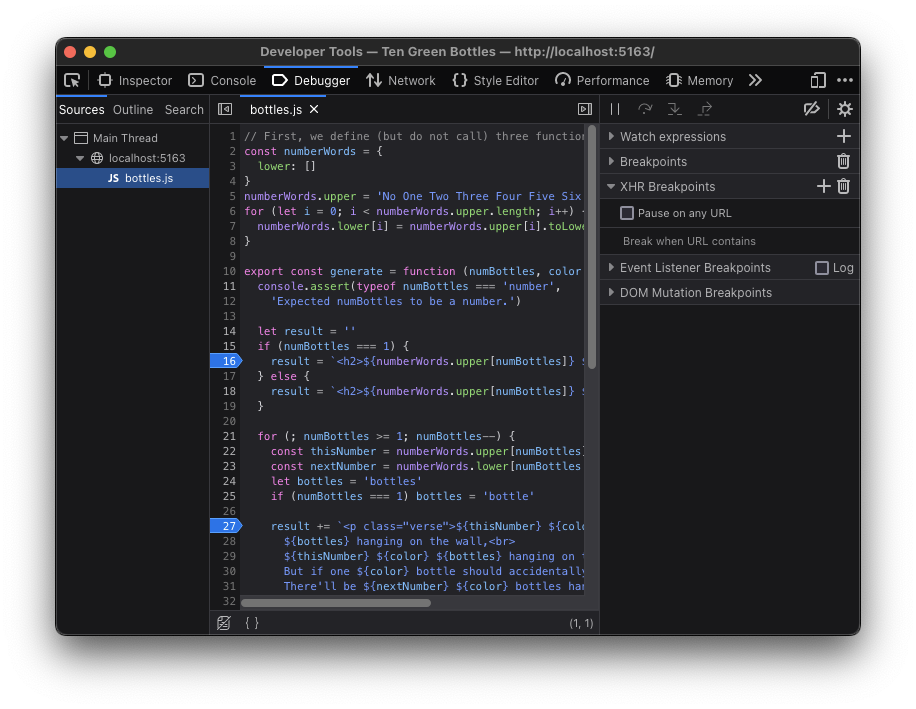 Developer Tools — Ten Green Bottles — http://localhost:5163/
Inspector Console Debugger Network Style Editor Performance Memory
Sources Outline Search
Main Thread
localhost:5163
JS bottles.js
bottles.js
1 // First, we define (but do not call) three function
2 const numberWords = {
3 lower: []
4 }
5 numberWords.upper = 'No One Two Three Four Five Six
6 for (let i = 0; i < numberWords.upper.length; i++) {
7 numberWords.lower[i] = numberWords.upper[i].toLowe
8 }
9
10 export const generate = function (numBottles, color
11 console.assert(typeof numBottles === 'number',
12 'Expected numBottles to be a number.')
13
14 let result = ''
15 if (numBottles === 1) {
16 result = `<h2>${numberWords.upper[numBottles]} $
17 } else {
18 result = `<h2>${numberWords.upper[numBottles]} $
19 }
20
21 for (; numBottles >= 1; numBottles--) {
22 const thisNumber = numberWords.upper[numBottles]
23 const nextNumber = numberWords.lower[numBottles
24 let bottles = 'bottles'
25 if (numBottles === 1) bottles = 'bottle'
26
27 result += `<p class="verse">${thisNumber} ${colo
28 ${bottles} hanging on the wall,<br>
29 ${thisNumber} ${color} ${bottles} hanging on t
30 But if one ${color} bottle should accidentally
31 There'll be ${nextNumber} ${color} bottles han
32
{ }
(1, 1)
Watch expressions
Breakpoints
XHR Breakpoints
Pause on any URL
Break when URL contains
Event Listener Breakpoints Log
DOM Mutation Breakpoints